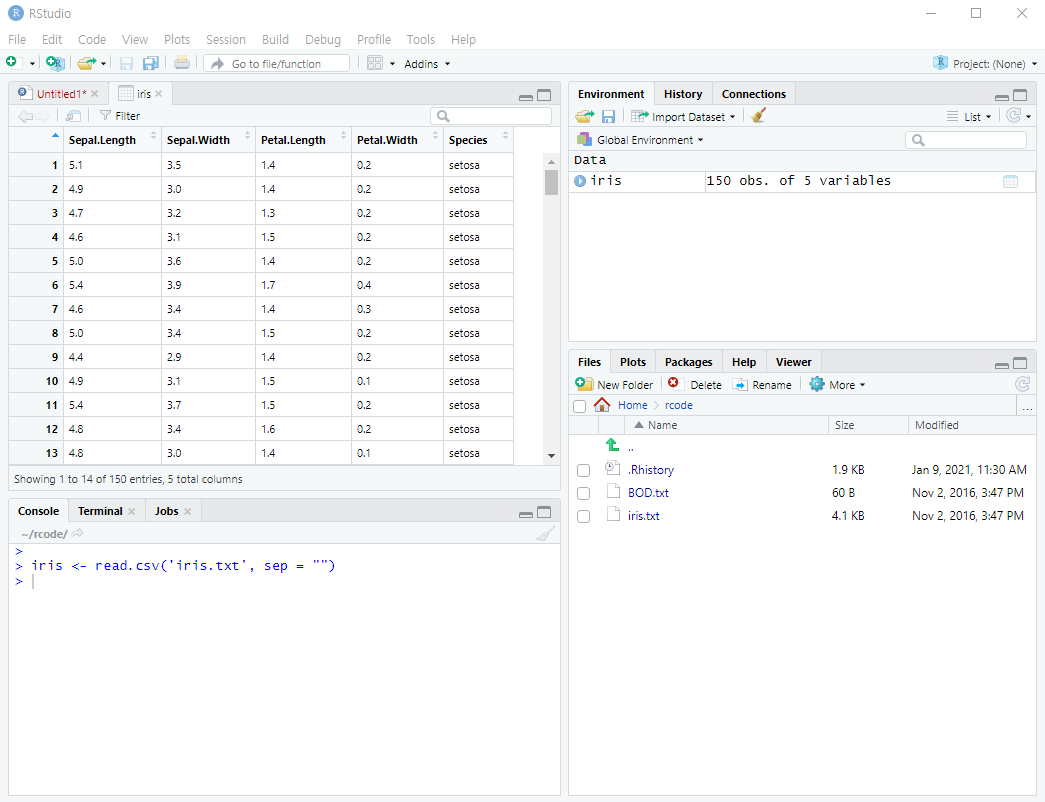 RStudio
File Edit Code View Plots Session Build Debug Profile Tools Help
Go to file/function Addins Project: (None)
Untitled1* iris
Filter
Sepal.Length Sepal.Width Petal.Length Petal.Width Species
1 5.1 3.5 1.4 0.2 setosa
2 4.9 3.0 1.4 0.2 setosa
3 4.7 3.2 1.3 0.2 setosa
4 4.6 3.1 1.5 0.2 setosa
5 5.0 3.6 1.4 0.2 setosa
6 5.4 3.9 1.7 0.4 setosa
7 4.6 3.4 1.4 0.3 setosa
8 5.0 3.4 1.5 0.2 setosa
9 4.4 2.9 1.4 0.2 setosa
10 4.9 3.1 1.5 0.1 setosa
11 5.4 3.7 1.5 0.2 setosa
12 4.8 3.4 1.6 0.2 setosa
13 4.8 3.0 1.4 0.1 setosa
Showing 1 to 14 of 150 entries, 5 total columns
Console Terminal Jobs
~/rcode/
>
> iris <- read.csv('iris.txt', sep = "")
>
Environment History Connections
Import Dataset List
Global Environment
Data
iris 150 obs. of 5 variables
Files Plots Packages Help Viewer
New Folder Delete Rename More
Home rcode ...
Name Size Modified
..
.Rhistory 1.9 KB Jan 9, 2021, 11:30 AM
BOD.txt 60 B Nov 2, 2016, 3:47 PM
iris.txt 4.1 KB Nov 2, 2016, 3:47 PM